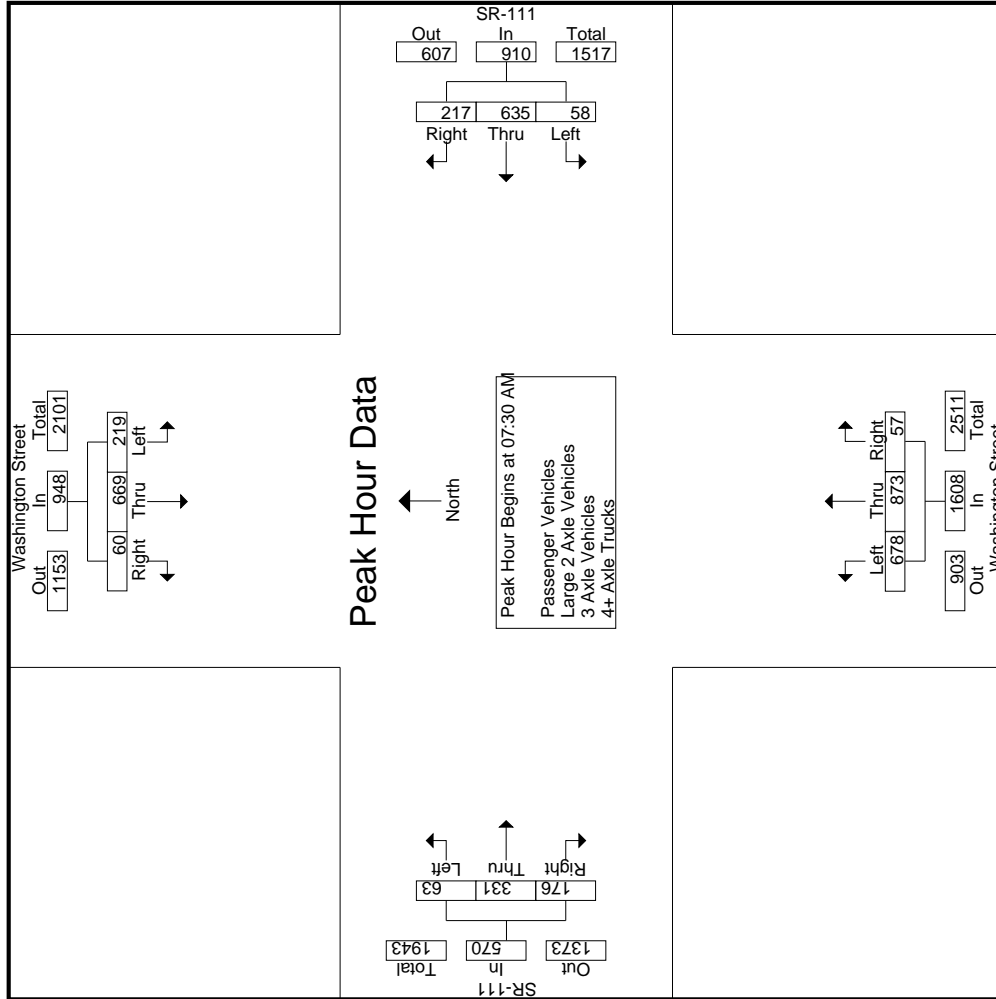 SR-111
Out In Total
607 910 1517
217 635 58
Right Thru Left
Washington Street
Out In Total
1153 948 2101
60 669 219
Right Thru Left
Peak Hour Data
North
Peak Hour Begins at 07:30 AM
Passenger Vehicles
Large 2 Axle Vehicles
3 Axle Vehicles
4+ Axle Trucks
Left Thru Right
678 873 57
903 1608 2511
Out In Total
Washington Street
Left Thru Right
63 331 176
1943 570 1373
Total In Out
SR-111